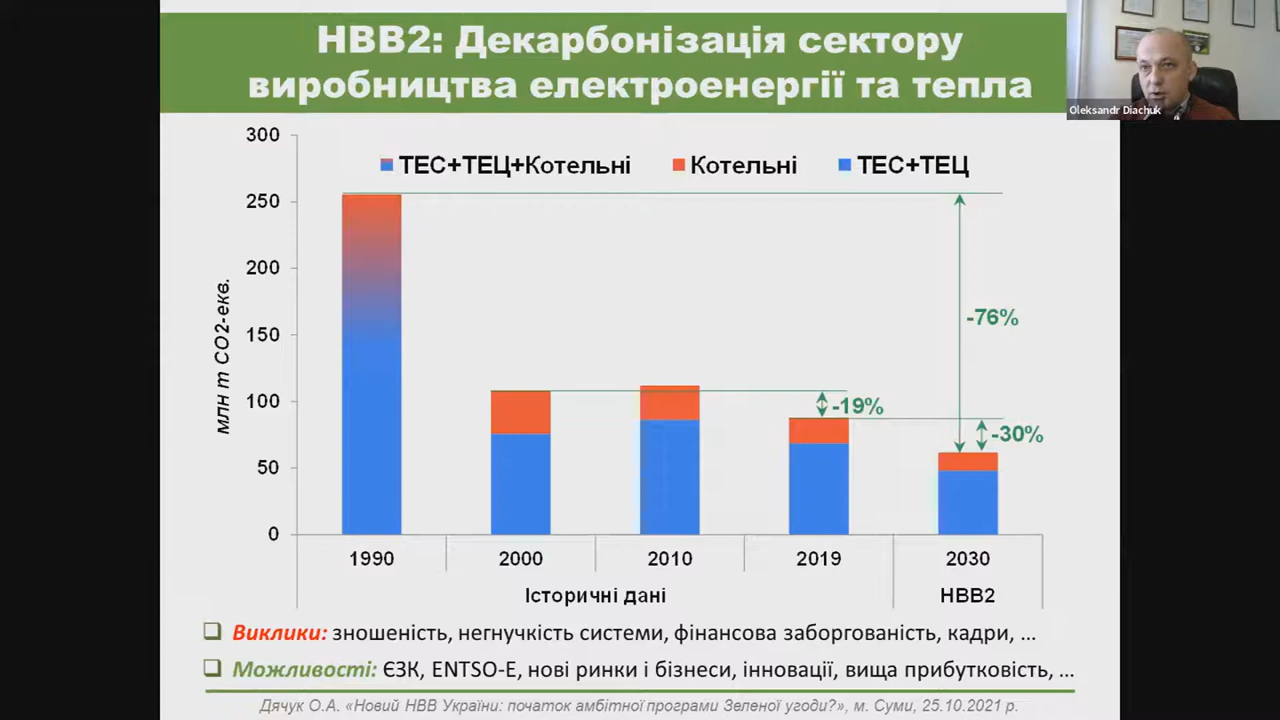 НВВ2: Декарбонізація сектору
виробництва електроенергії та тепла
Oleksandr Diachuk
300
250
200
150
100
50
0
млн т СО2-екв.
ТЕС+ТЕЦ+Котельні
Котельні
ТЕС+ТЕЦ
-76%
-19%
-30%
1990
2000
2010
2019
2030
Історичні дані
НВВ2
Виклики: зношеність, негнучкість системи, фінансова заборгованість, кадри, ...
Можливості: ЄЗК, ENTSO-E, нові ринки і бізнеси, інновації, вища прибутковість, ...
Дячук О.А. «Новий НВВ України: початок амбітної програми Зеленої угоди?», м. Суми, 25.10.2021 р.